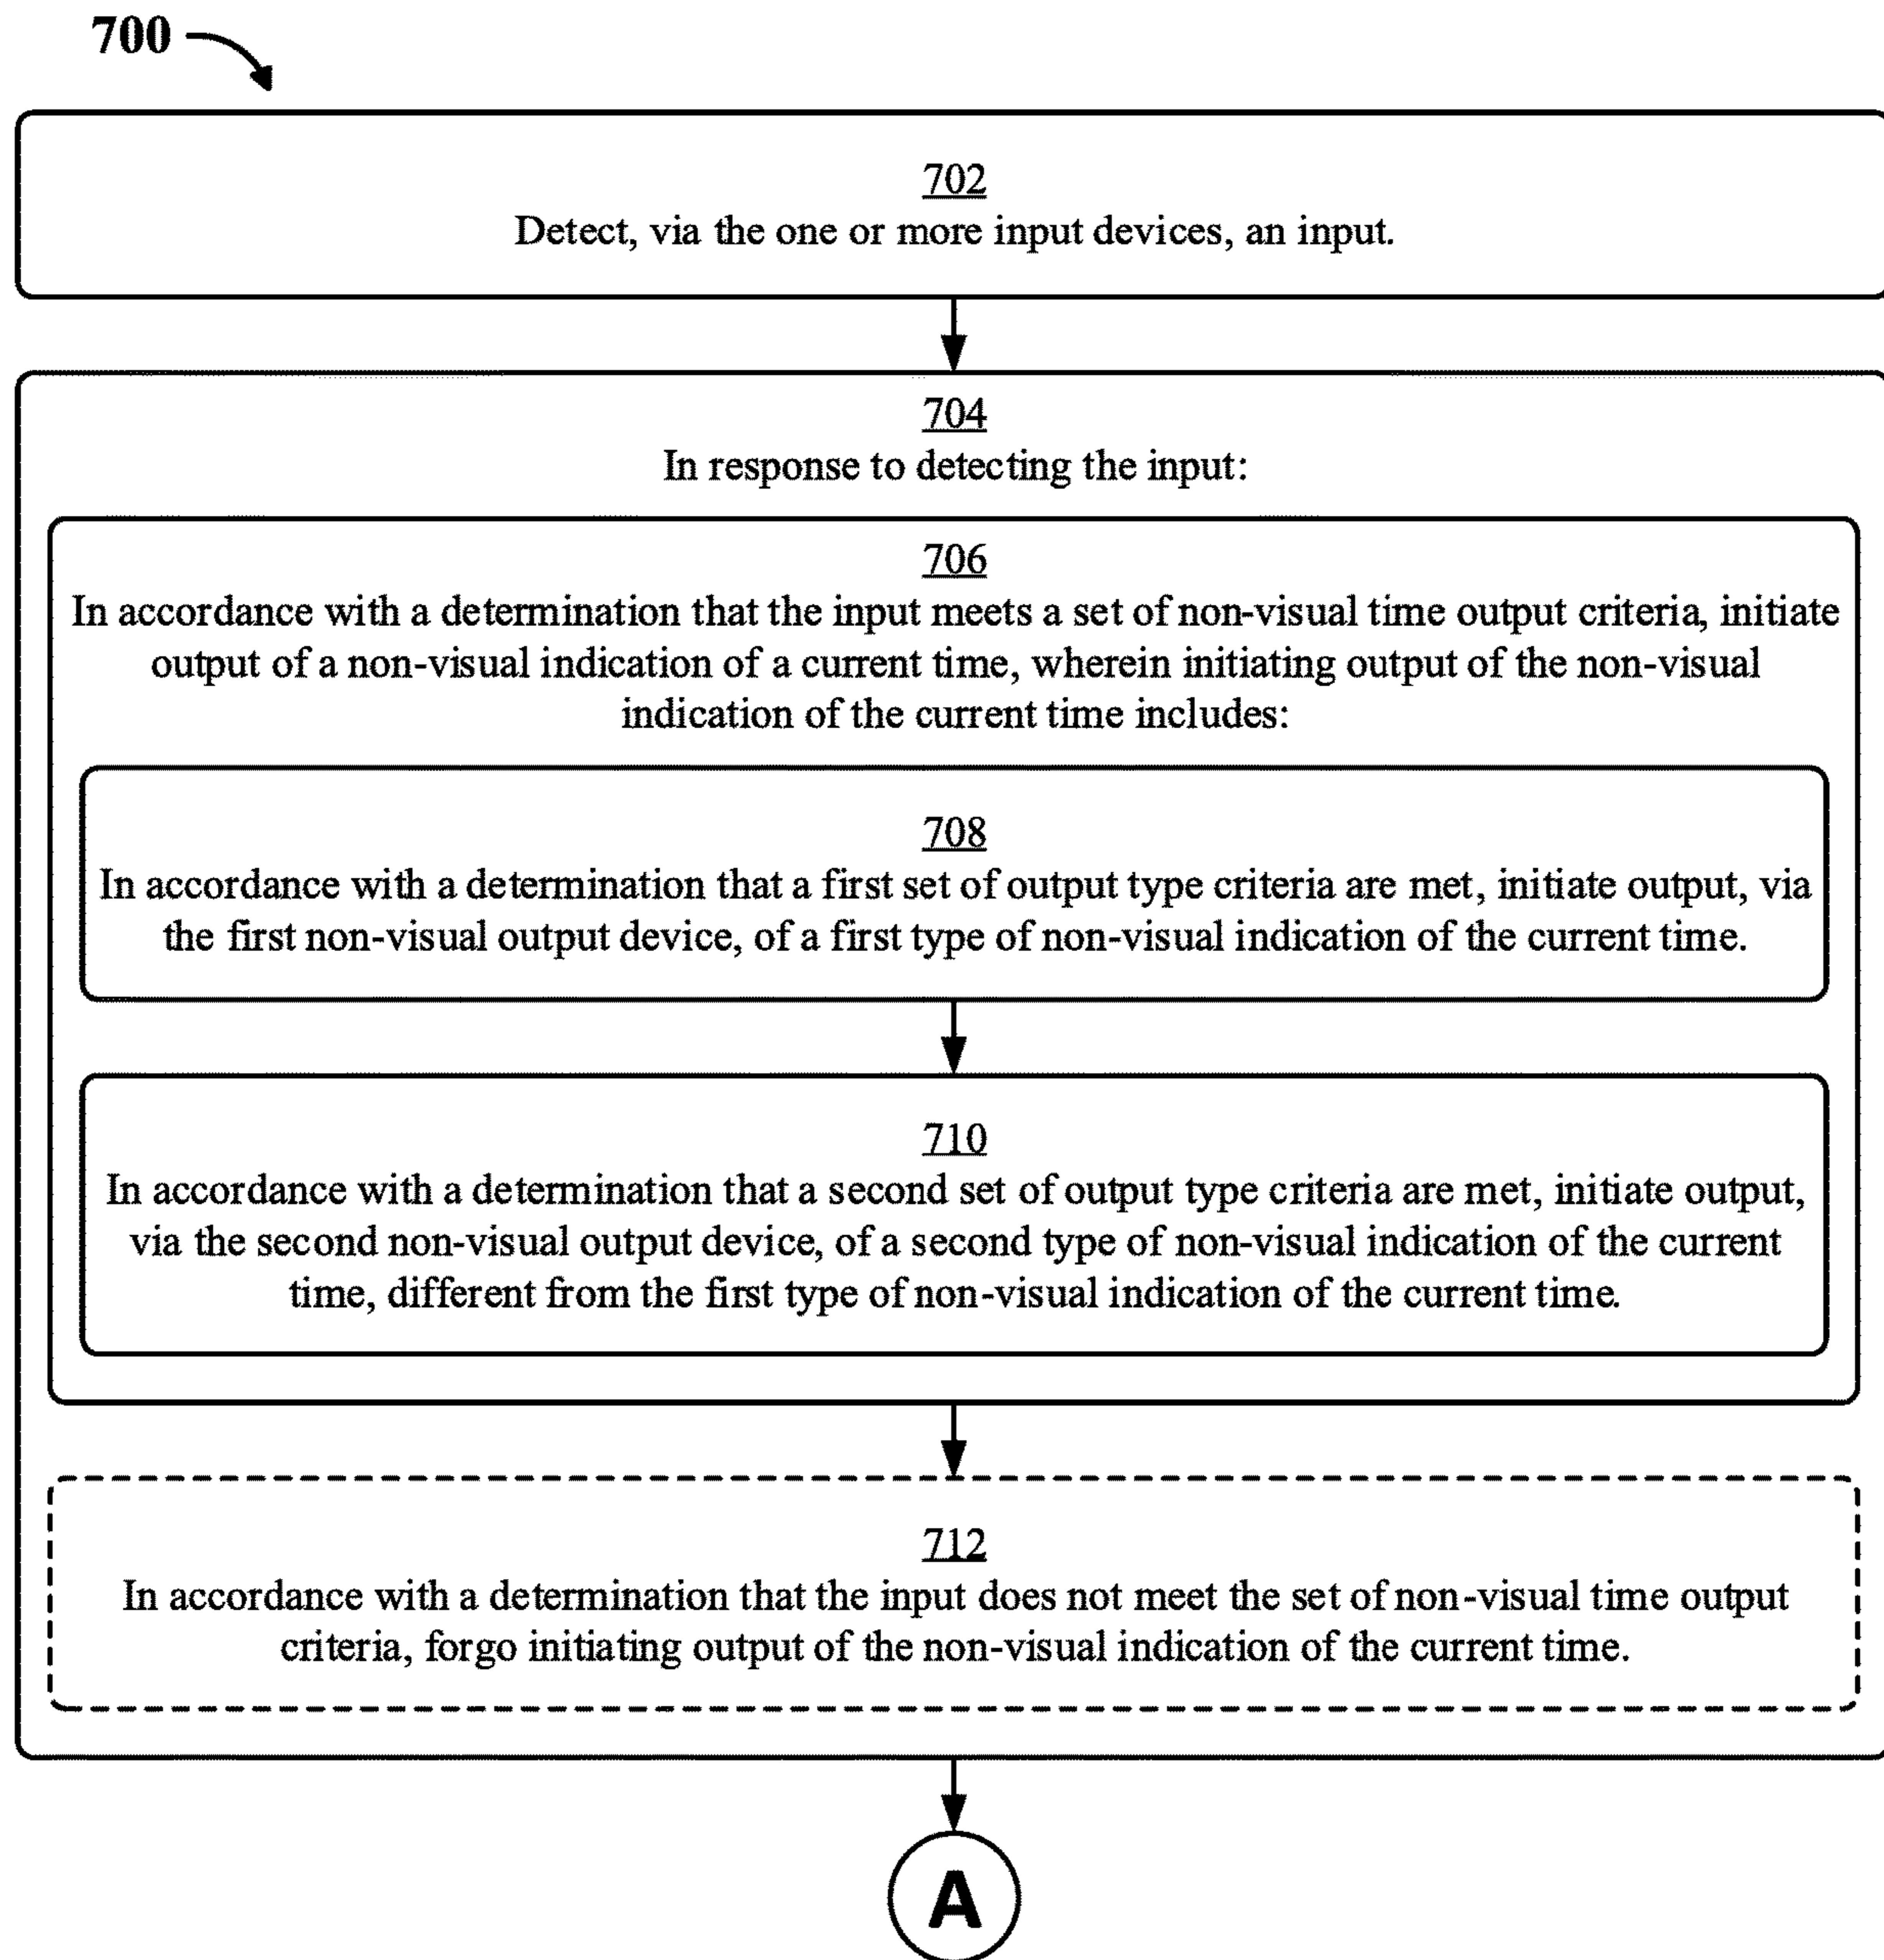 700
702
Detect, via the one or more input devices, an input.
704
In response to detecting the input:
706
In accordance with a determination that the input meets a set of non-visual time output criteria, initiate
output of a non-visual indication of a current time, wherein initiating output of the non-visual
indication of the current time includes:
708
In accordance with a determination that a first set of output type criteria are met, initiate output, via
the first non-visual output device, of a first type of non-visual indication of the current time.
710
In accordance with a determination that a second set of output type criteria are met, initiate output,
via the second non-visual output device, of a second type of non-visual indication of the current
time, different from the first type of non-visual indication of the current time.
712
In accordance with a determination that the input does not meet the set of non-visual time output
criteria, forgo initiating output of the non-visual indication of the current time.
A